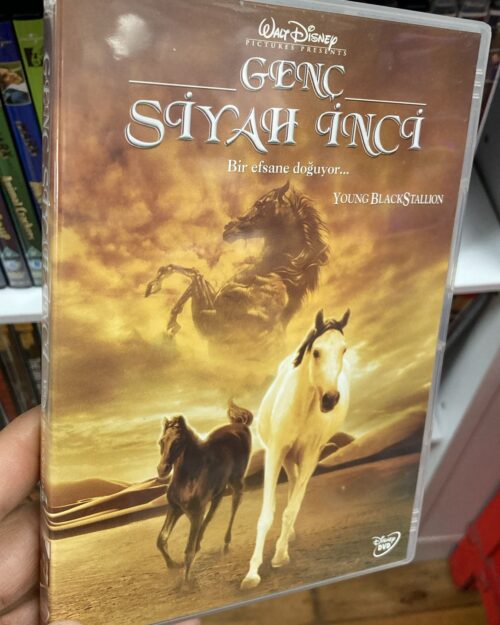 WALT DISNEY
PICTURES PRESENTS
GENÇ
SİYAH İNCİ
Bir efsane doğuyor...
YOUNG BLACK STALLION
DISNEY
DVD